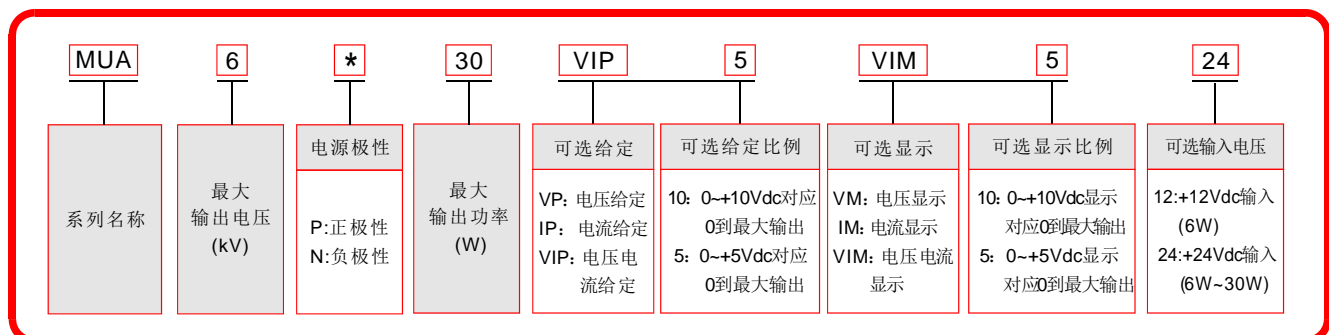 MUA 6 * 30 VIP 5 VIM 5 24
系列名称
最大
输出电压
(kV)
电源极性
P:正极性
N:负极性
最大
输出功率
(W)
可选给定
VP：电压给定
IP：电流给定
VIP：电压电
流给定
可选给定比例
10：0~+10Vdc对应
0到最大输出
5：0~+5Vdc对应
0到最大输出
可选显示
VM：电压显示
IM：电流显示
VIM：电压电流
显示
可选显示比例
10：0~+10Vdc显示
对应0到最大输出
5：0~+5Vdc显示
对应0到最大输出
可选输入电压
12:+12Vdc输入
(6W)
24:+24Vdc输入
(6W~30W)